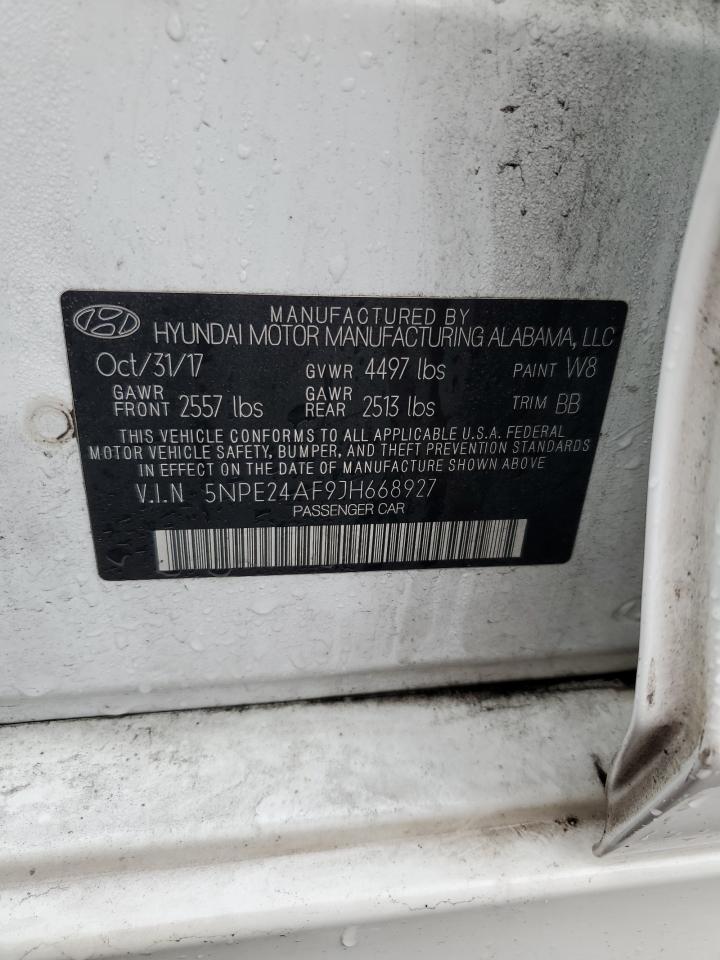 MANUFACTURED BY
HYUNDAI MOTOR MANUFACTURING ALABAMA, LLC
Oct/31/17 GVWR 4497 lbs PAINT W8
GAWR FRONT 2557 lbs GAWR REAR 2513 lbs TRIM BB
THIS VEHICLE CONFORMS TO ALL APPLICABLE U.S.A. FEDERAL
MOTOR VEHICLE SAFETY, BUMPER, AND THEFT PREVENTION STANDARDS
IN EFFECT ON THE DATE OF MANUFACTURE SHOWN ABOVE.
V.I.N 5NPE24AF9JH668927
PASSENGER CAR